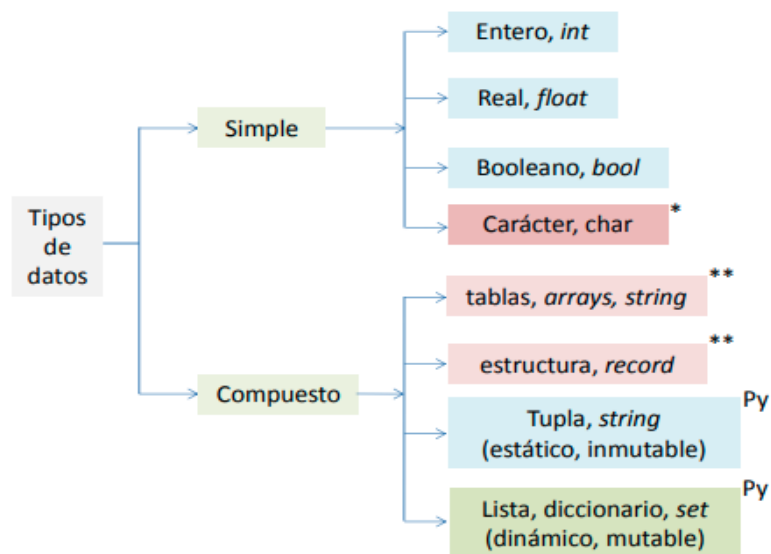 Tipos
de
datos
Simple
Entero, int
Real, float
Booleano, bool
Carácter, char *
Compuesto
tablas, arrays, string **
estructura, record **
Tupla, string Py
(estático, inmutable)
Lista, diccionario, set Py
(dinámico, mutable)